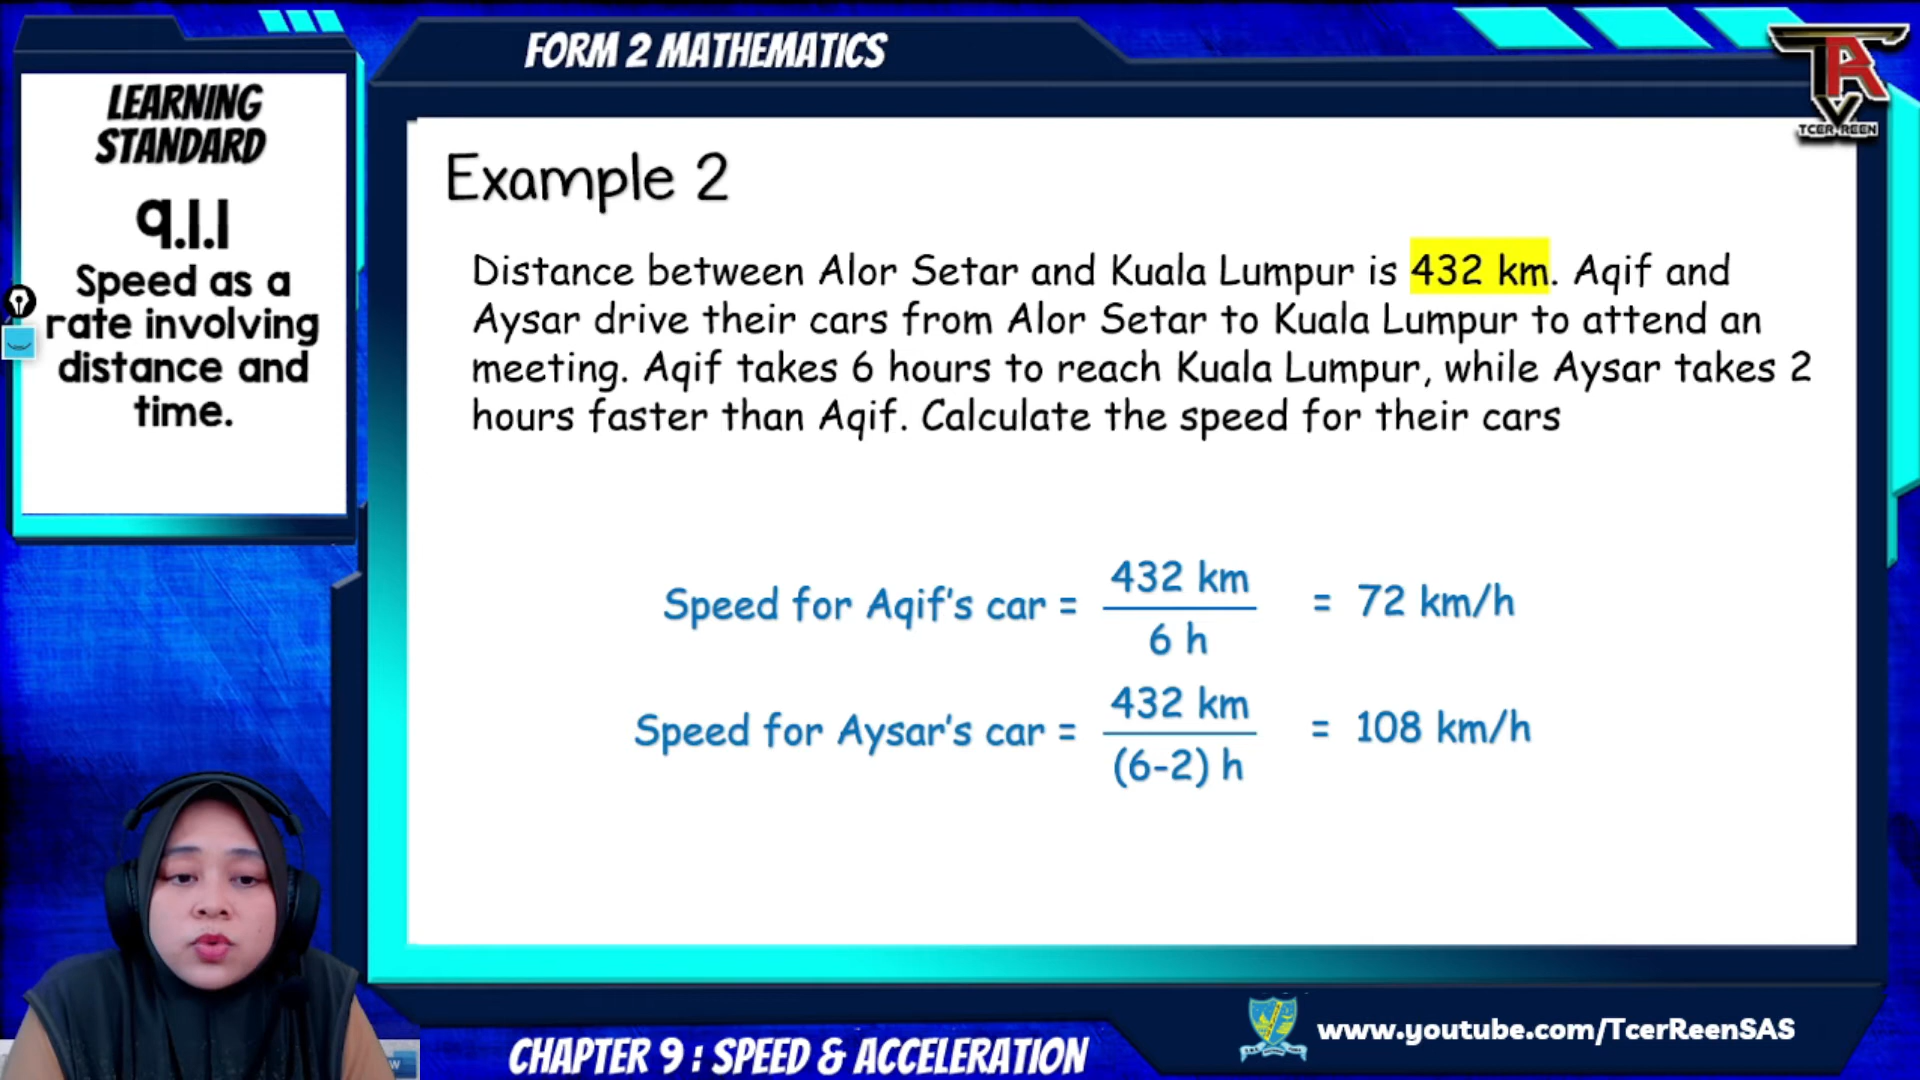 FORM 2 MATHEMATICS
TCER REEN
LEARNING
STANDARD
9.1.1
Speed as a
rate involving
distance and
time.
Example 2
Distance between Alor Setar and Kuala Lumpur is 432 km. Aqif and
Aysar drive their cars from Alor Setar to Kuala Lumpur to attend an
meeting. Aqif takes 6 hours to reach Kuala Lumpur, while Aysar takes 2
hours faster than Aqif. Calculate the speed for their cars
Speed for Aqif's car = 432 km / 6 h = 72 km/h
Speed for Aysar's car = 432 km / (6-2) h = 108 km/h
www.youtube.com/TcerReenSAS
CHAPTER 9 : SPEED & ACCELERATION